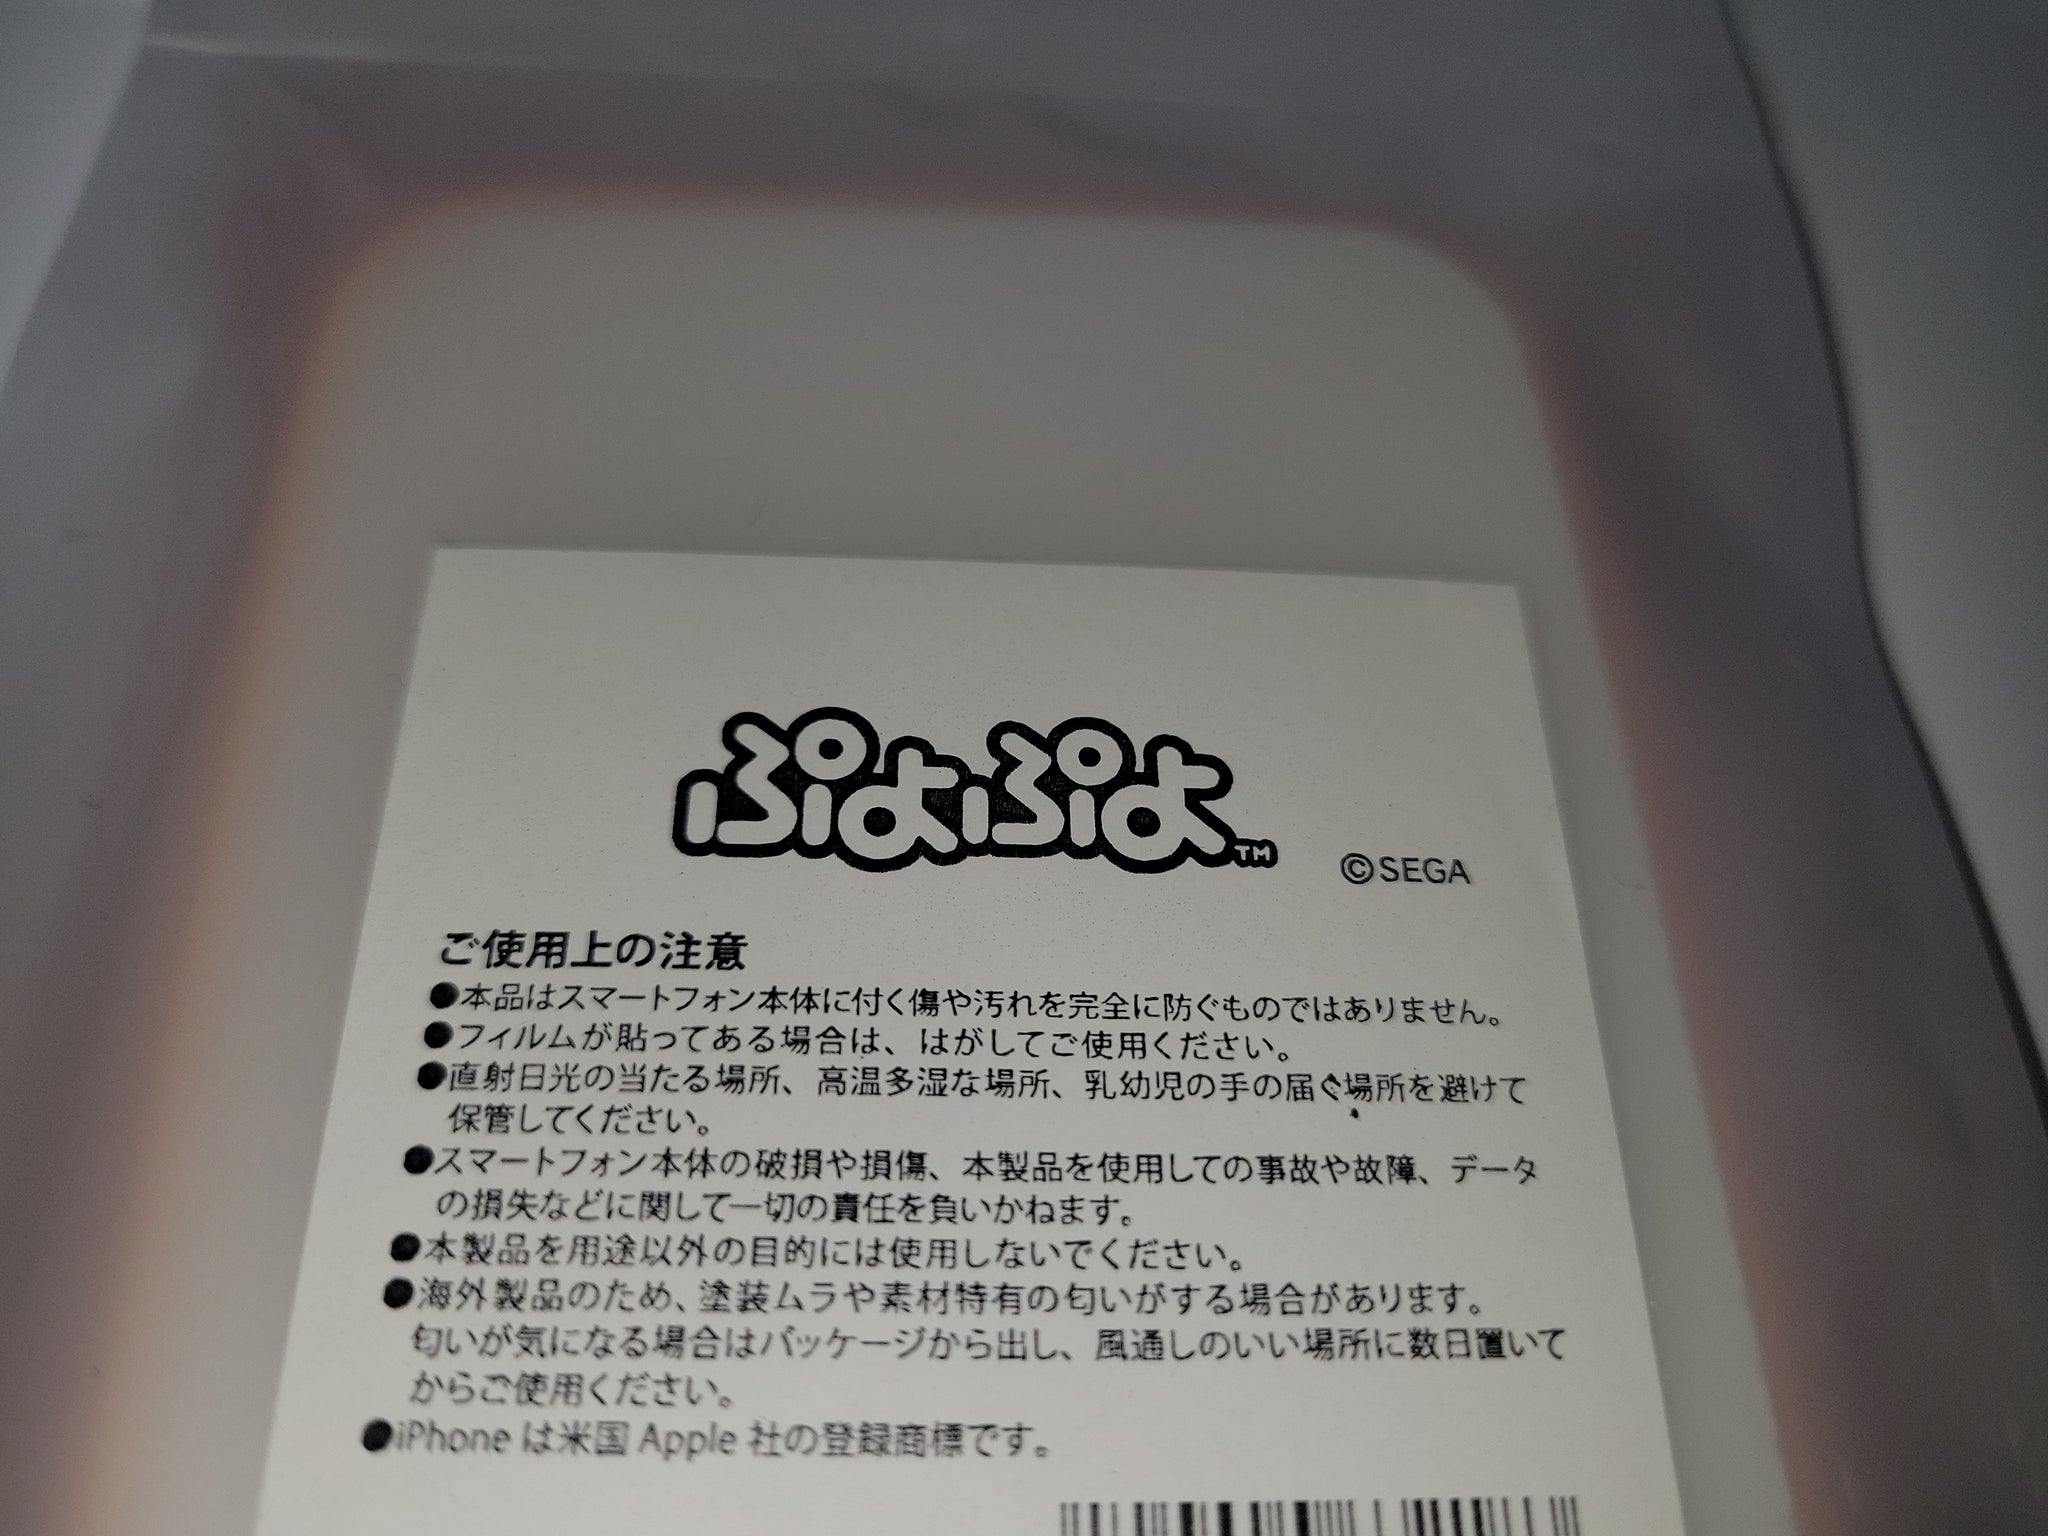 ぷよぷよ™
©SEGA
ご使用上の注意
●本品はスマートフォン本体に付く傷や汚れを完全に防ぐものではありません。
●フィルムが貼ってある場合は、はがしてご使用ください。
●直射日光の当たる場所、高温多湿な場所、乳幼児の手の届く場所を避けて
保管してください。
●スマートフォン本体の破損や損傷、本製品を使用しての事故や故障、データ
の損失などに関して一切の責任を負いかねます。
●本製品を用途以外の目的には使用しないでください。
●海外製品のため、塗装ムラや素材特有の匂いがする場合があります。
匂いが気になる場合はパッケージから出し、風通しのいい場所に数日置いて
からご使用ください。
●iPhone は米国 Apple 社の登録商標です。